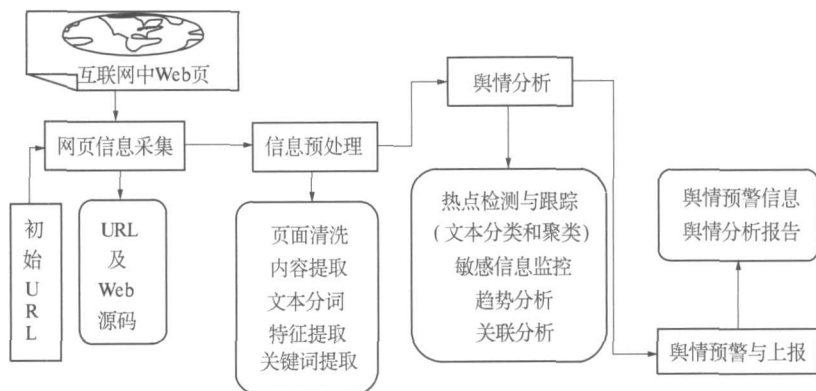 互联网中Web页
网页信息采集
信息预处理
舆情分析
初
始
U
R
L
URL
及
Web
源码
页面清洗
内容提取
文本分词
特征提取
关键词提取
热点检测与跟踪
(文本分类和聚类)
敏感信息监控
趋势分析
关联分析
舆情预警信息
舆情分析报告
舆情预警与上报